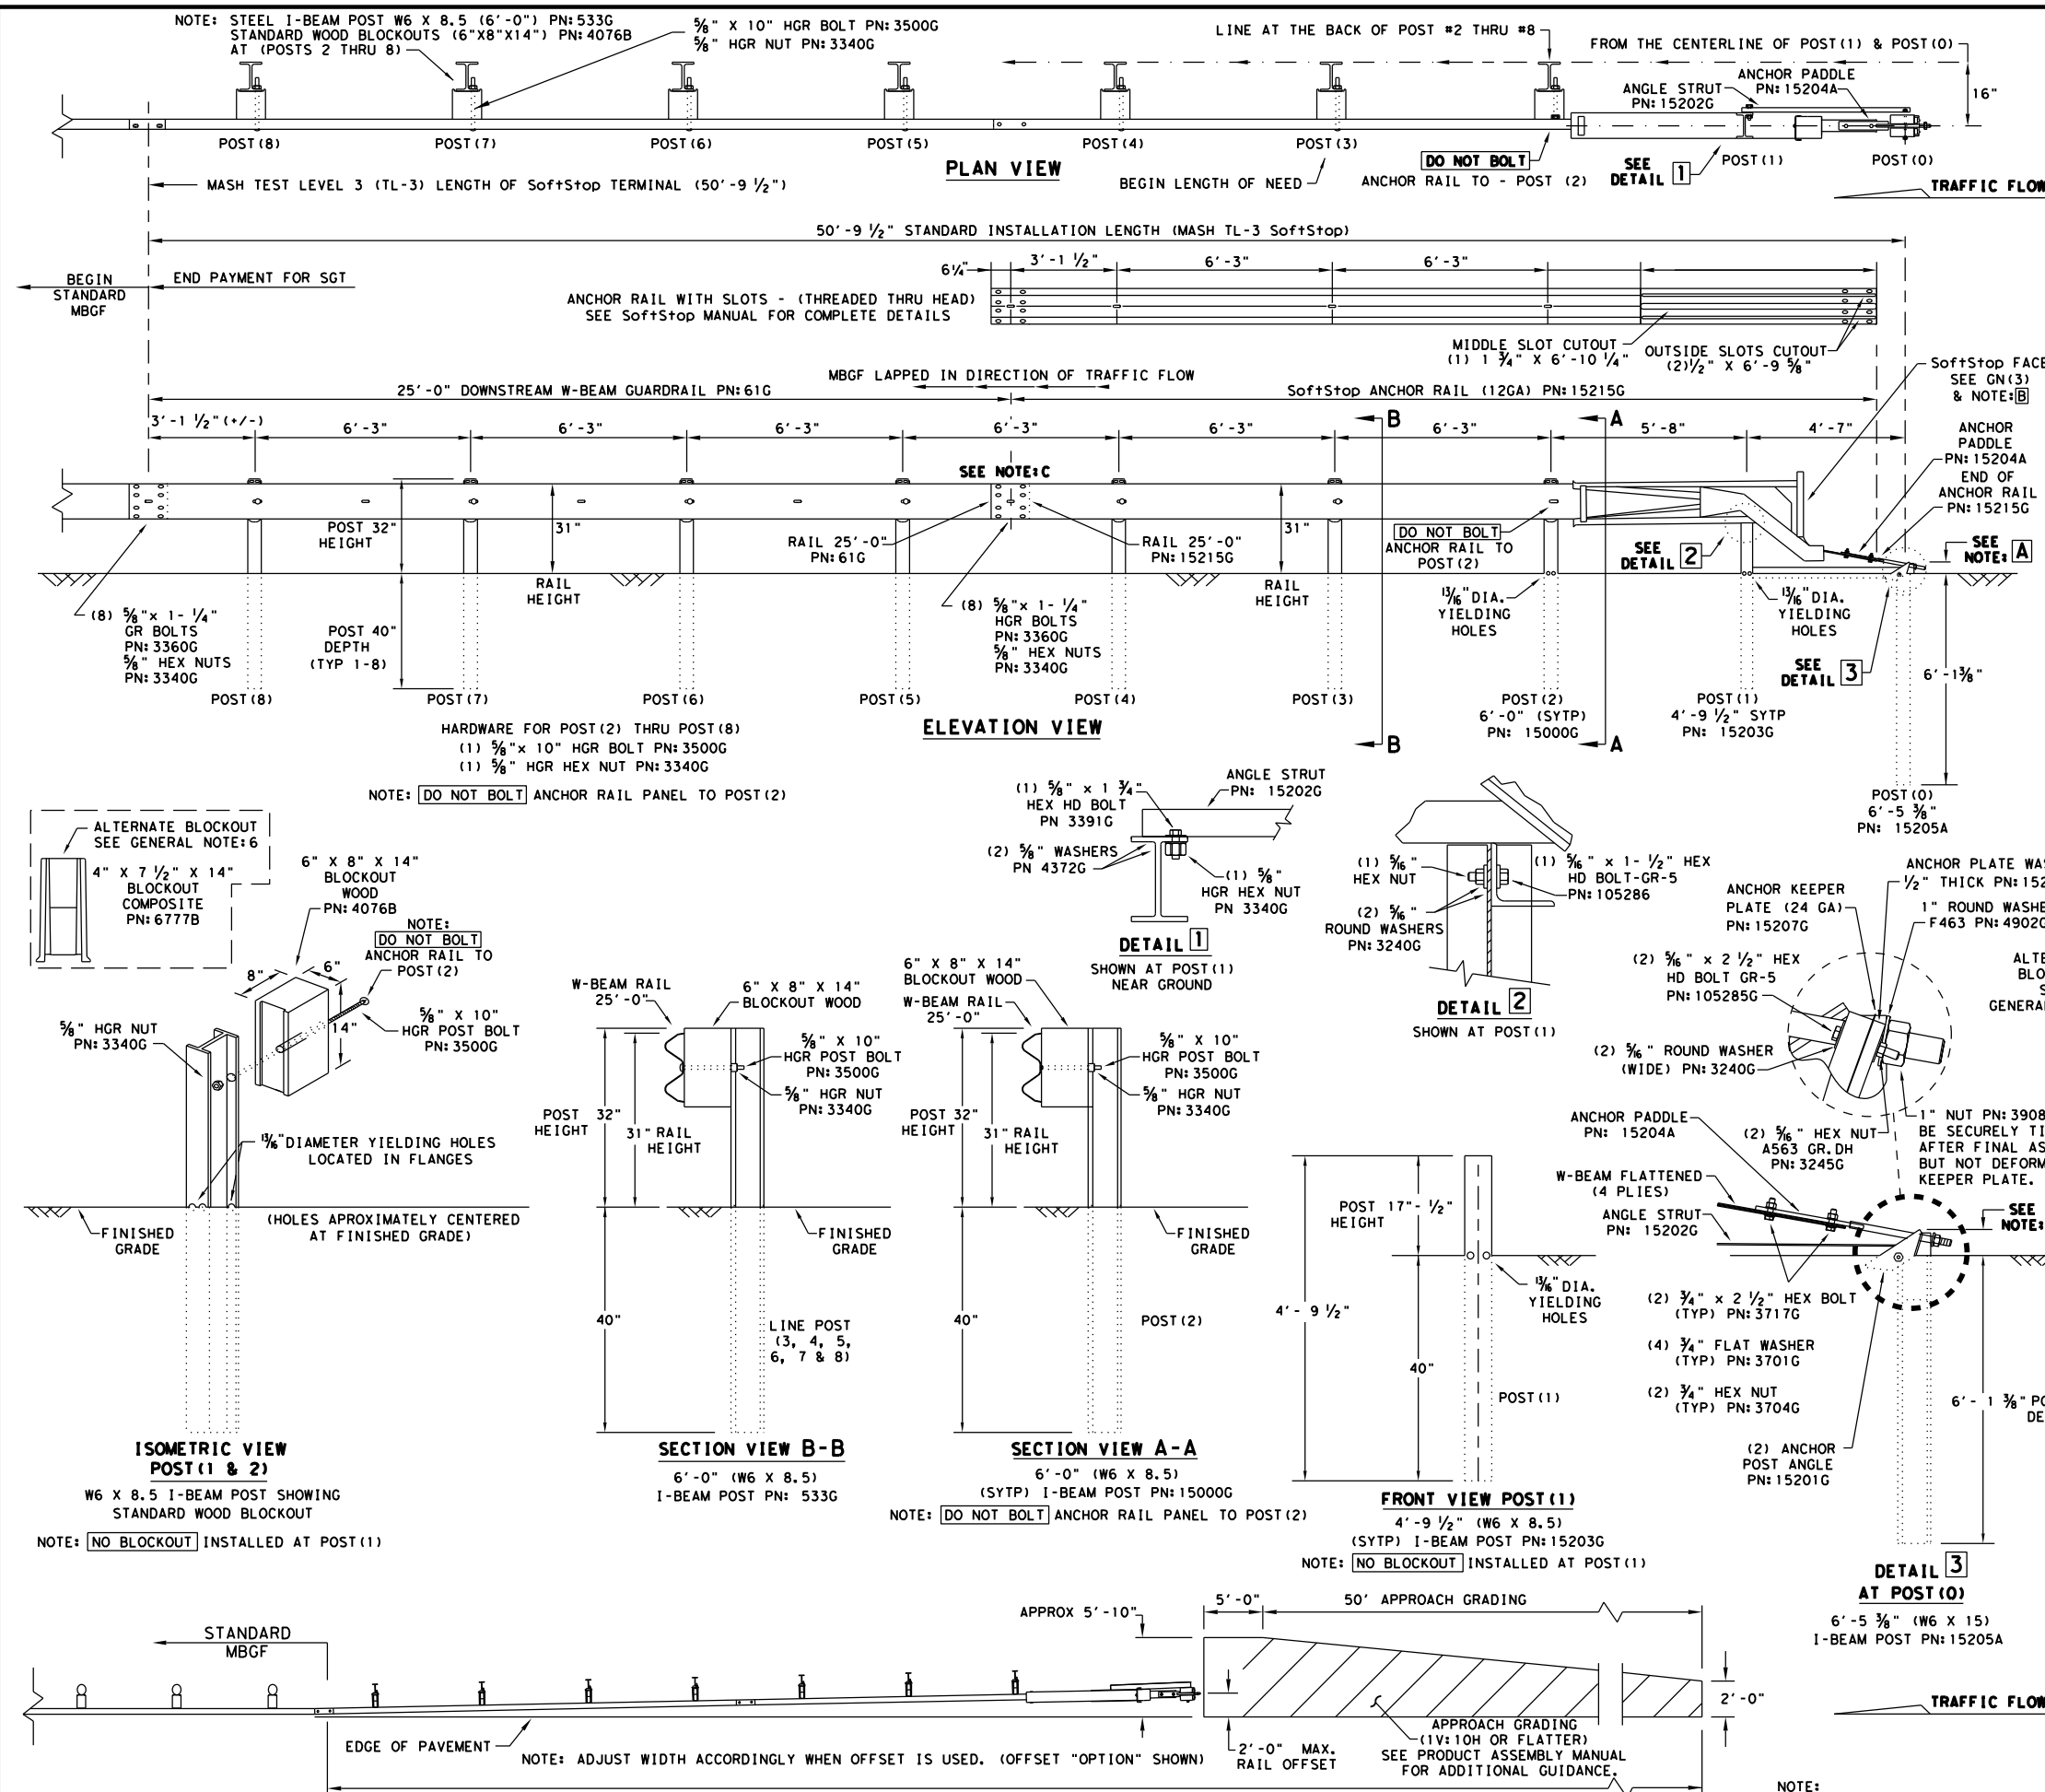 NOTE: STEEL I-BEAM POST W6 X 8.5 (6'-0") PN:533G
STANDARD WOOD BLOCKOUTS (6"X8"X14") PN:4076B
AT (POSTS 2 THRU 8)
5/8" X 10" HGR BOLT PN:3500G
5/8" HGR NUT PN:3340G
LINE AT THE BACK OF POST #2 THRU #8
FROM THE CENTERLINE OF POST(1) & POST(0)
ANGLE STRUT
PN:15202G
ANCHOR PADDLE
PN:15204A
16"
POST(8)
POST(7)
POST(6)
POST(5)
POST(4)
POST(3)
POST(1)
POST(0)
PLAN VIEW
DO NOT BOLT
ANCHOR RAIL TO - POST (2)
SEE
DETAIL 1
MASH TEST LEVEL 3 (TL-3) LENGTH OF SoftStop TERMINAL (50'-9 1/2")
BEGIN LENGTH OF NEED
TRAFFIC FLOW
50'-9 1/2" STANDARD INSTALLATION LENGTH (MASH TL-3 SoftStop)
BEGIN
STANDARD
MBGF
END PAYMENT FOR SGT
6 1/4"
3'-1 1/2"
6'-3"
6'-3"
ANCHOR RAIL WITH SLOTS - (THREADED THRU HEAD)
SEE SoftStop MANUAL FOR COMPLETE DETAILS
MIDDLE SLOT CUTOUT
(1) 1 3/4" X 6'-10 1/4"
OUTSIDE SLOTS CUTOUT
(2)1/2" X 6'-9 5/8"
MBGF LAPPED IN DIRECTION OF TRAFFIC FLOW
25'-0" DOWNSTREAM W-BEAM GUARDRAIL PN:61G
SoftStop ANCHOR RAIL (12GA) PN:15215G
SoftStop FACE
SEE GN(3)
& NOTE:B
3'-1 1/2"(+/-)
6'-3"
6'-3"
6'-3"
6'-3"
6'-3"
6'-3"
5'-8"
4'-7"
B
A
ANCHOR
PADDLE
PN:15204A
END OF
ANCHOR RAIL
PN:15215G
SEE NOTE:C
POST 32"
HEIGHT
31"
RAIL
HEIGHT
RAIL 25'-0"
PN:61G
RAIL 25'-0"
PN:15215G
31"
RAIL
HEIGHT
DO NOT BOLT
ANCHOR RAIL TO
POST(2)
SEE
DETAIL 2
SEE
NOTE: A
(8) 5/8"x 1- 1/4"
GR BOLTS
PN:3360G
5/8" HEX NUTS
PN:3340G
POST 40"
DEPTH
(TYP 1-8)
(8) 5/8"x 1- 1/4"
HGR BOLTS
PN:3360G
5/8" HEX NUTS
PN:3340G
13/16" DIA.
YIELDING
HOLES
13/16" DIA.
YIELDING
HOLES
SEE
DETAIL 3
6'-1 3/8"
POST(8)
POST(7)
POST(6)
POST(5)
POST(4)
POST(3)
POST(2)
6'-0" (SYTP)
PN: 15000G
POST(1)
4'-9 1/2" SYTP
PN: 15203G
HARDWARE FOR POST(2) THRU POST(8)
(1) 5/8"x 10" HGR BOLT PN:3500G
(1) 5/8" HGR HEX NUT PN:3340G
ELEVATION VIEW
B
A
NOTE: DO NOT BOLT ANCHOR RAIL PANEL TO POST(2)
POST(0)
6'-5 3/8"
PN: 15205A
ALTERNATE BLOCKOUT
SEE GENERAL NOTE:6
4" X 7 1/2" X 14"
BLOCKOUT
COMPOSITE
PN:6777B
6" X 8" X 14"
BLOCKOUT
WOOD
PN:4076B
NOTE:
DO NOT BOLT
ANCHOR RAIL TO
POST(2)
8"
6"
14"
5/8" HGR NUT
PN:3340G
5/8" X 10"
HGR POST BOLT
PN:3500G
13/16"DIAMETER YIELDING HOLES
LOCATED IN FLANGES
FINISHED
GRADE
(HOLES APROXIMATELY CENTERED
AT FINISHED GRADE)
ISOMETRIC VIEW
POST(1 & 2)
W6 X 8.5 I-BEAM POST SHOWING
STANDARD WOOD BLOCKOUT
NOTE: NO BLOCKOUT INSTALLED AT POST(1)
(1) 5/8" x 1 3/4"
HEX HD BOLT
PN 3391G
ANGLE STRUT
PN: 15202G
(2) 5/8" WASHERS
PN 4372G
(1) 5/8"
HGR HEX NUT
PN 3340G
DETAIL 1
SHOWN AT POST(1)
NEAR GROUND
(1) 5/16"
HEX NUT
(1) 5/16" x 1- 1/2" HEX
HD BOLT-GR-5
PN:105286
(2) 5/16"
ROUND WASHERS
PN:3240G
DETAIL 2
SHOWN AT POST(1)
W-BEAM RAIL
25'-0"
6" X 8" X 14"
BLOCKOUT WOOD
5/8" X 10"
HGR POST BOLT
PN:3500G
5/8" HGR NUT
PN:3340G
POST 32"
HEIGHT
31" RAIL
HEIGHT
FINISHED
GRADE
40"
LINE POST
(3, 4, 5,
6, 7 & 8)
SECTION VIEW B-B
6'-0" (W6 X 8.5)
I-BEAM POST PN: 533G
6" X 8" X 14"
BLOCKOUT WOOD
W-BEAM RAIL
25'-0"
5/8" X 10"
HGR POST BOLT
PN:3500G
5/8" HGR NUT
PN:3340G
POST 32"
HEIGHT
31" RAIL
HEIGHT
FINISHED
GRADE
40"
POST(2)
SECTION VIEW A-A
6'-0" (W6 X 8.5)
(SYTP) I-BEAM POST PN:15000G
NOTE: DO NOT BOLT ANCHOR RAIL PANEL TO POST(2)
POST 17"- 1/2"
HEIGHT
4'- 9 1/2"
13/16" DIA.
YIELDING
HOLES
40"
POST(1)
FRONT VIEW POST(1)
4'-9 1/2" (W6 X 8.5)
(SYTP) I-BEAM POST PN:15203G
NOTE: NO BLOCKOUT INSTALLED AT POST(1)
ANCHOR PLATE WA
1/2" THICK PN:15
ANCHOR KEEPER
PLATE (24 GA)
PN:15207G
1" ROUND WASHE
F463 PN:4902
(2) 5/16" x 2 1/2" HEX
HD BOLT GR-5
PN:105285G
ALT
BLO
S
GENERA
(2) 5/16" ROUND WASHER
(WIDE) PN:3240G
ANCHOR PADDLE
PN: 15204A
(2) 5/16" HEX NUT
A563 GR.DH
PN:3245G
1" NUT PN:3908
BE SECURELY TI
AFTER FINAL AS
BUT NOT DEFORM
KEEPER PLATE.
W-BEAM FLATTENED
(4 PLIES)
ANGLE STRUT
PN: 15202G
SEE
NOTE:
(2) 3/4" x 2 1/2" HEX BOLT
(TYP) PN:3717G
(4) 3/4" FLAT WASHER
(TYP) PN:3701G
(2) 3/4" HEX NUT
(TYP) PN:3704G
6'- 1 3/8" PO
DE
(2) ANCHOR
POST ANGLE
PN:15201G
DETAIL 3
AT POST(0)
6'-5 3/8" (W6 X 15)
I-BEAM POST PN:15205A
STANDARD
MBGF
APPROX 5'-10"
5'-0"
50' APPROACH GRADING
2'-0"
TRAFFIC FLOW
EDGE OF PAVEMENT
NOTE: ADJUST WIDTH ACCORDINGLY WHEN OFFSET IS USED. (OFFSET "OPTION" SHOWN)
2'-0" MAX.
RAIL OFFSET
APPROACH GRADING
(1V:10H OR FLATTER)
SEE PRODUCT ASSEMBLY MANUAL
FOR ADDITIONAL GUIDANCE.
NOTE: